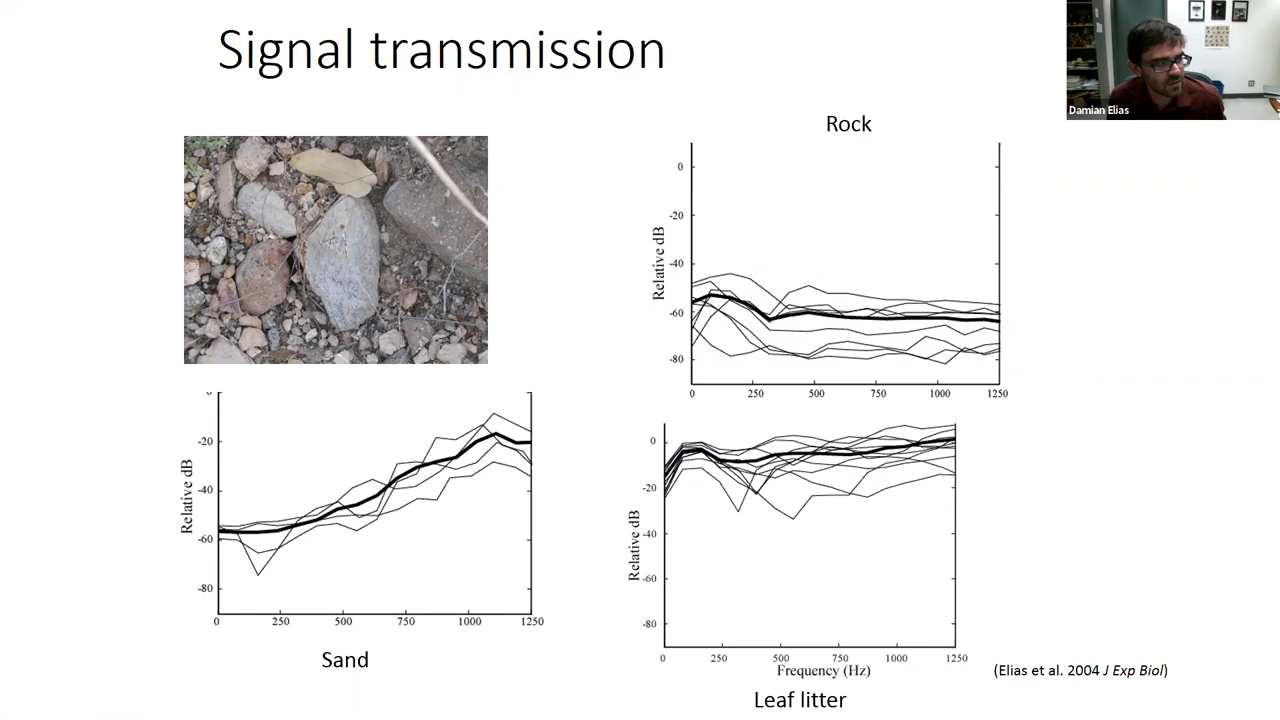 Signal transmission
Damian Elias
Rock
0
-20
-40
-60
-80
Relative dB
0 250 500 750 1000 1250
0
-20
-40
-60
-80
Relative dB
0 250 500 750 1000 1250
Sand
0
-20
-40
-60
-80
Relative dB
0 250 500 750 1000 1250
Frequency (Hz)
(Elias et al. 2004 J Exp Biol)
Leaf litter